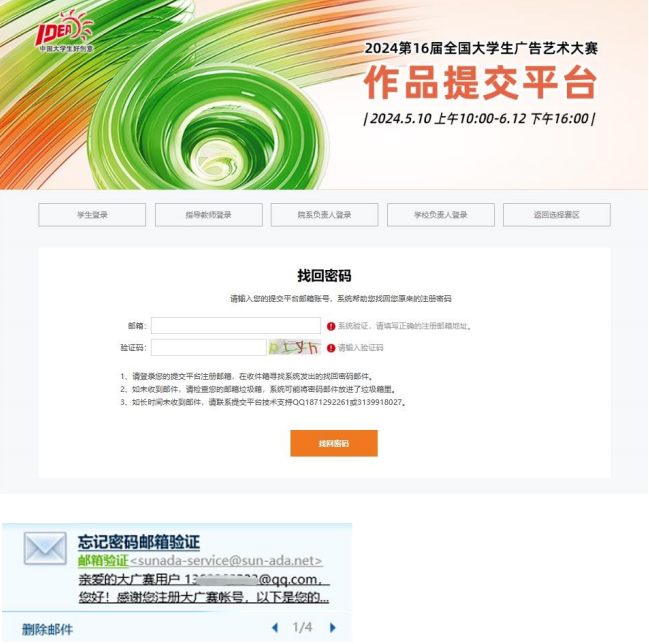 IDEA
中国大学生好创意
2024第16届全国大学生广告艺术大赛
作品提交平台
| 2024.5.10 上午10:00-6.12 下午16:00 |
学生登录
指导教师登录
院系负责人登录
学校负责人登录
返回选择赛区
找回密码
请输入您的提交平台邮箱账号，系统帮助您找回您原来的注册密码
邮箱：
系统验证，请填写正确的注册邮箱地址。
验证码：
请输入验证码
1、请登录您的提交平台注册邮箱，在收件箱寻找系统发出的找回密码邮件。
2、如未收到邮件，请检查您的邮箱垃圾箱，系统可能将密码邮件放进了垃圾箱里。
3、如长时间未收到邮件，请联系提交平台技术支持QQ1871292261或3139918027。
找回密码
忘记密码邮箱验证
邮箱验证<sunada-service@sun-ada.net>
亲爱的大广赛用户 @qq.com，
您好！感谢您注册大广赛帐号，以下是您的...
删除邮件
1/4